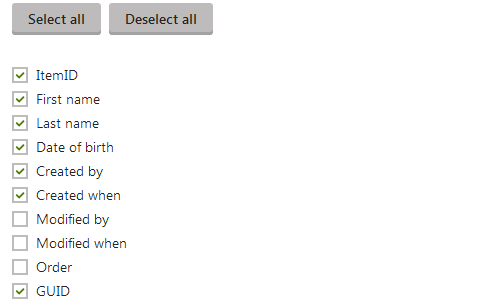 Select all Deselect all
ItemID
First name
Last name
Date of birth
Created by
Created when
Modified by
Modified when
Order
GUID